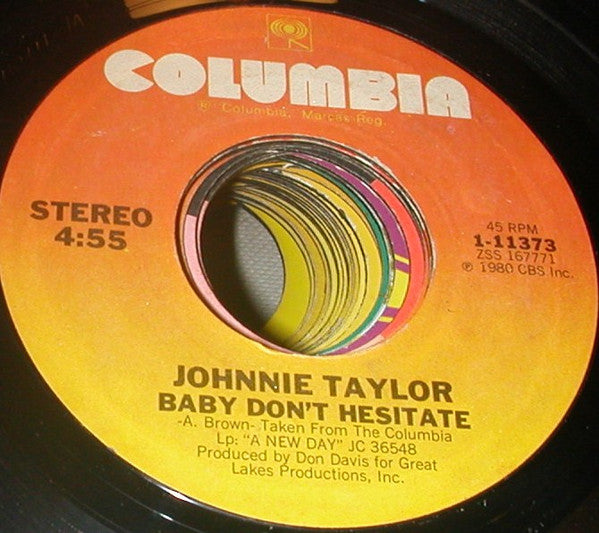 COLUMBIA
® Columbia, Marcas Reg.
STEREO
4:55
45 RPM
1-11373
ZSS 167771
℗ 1980 CBS Inc.
JOHNNIE TAYLOR
BABY DON'T HESITATE
-A. Brown- Taken From The Columbia
Lp: "A NEW DAY" JC 36548
Produced by Don Davis for Great
Lakes Productions, Inc.